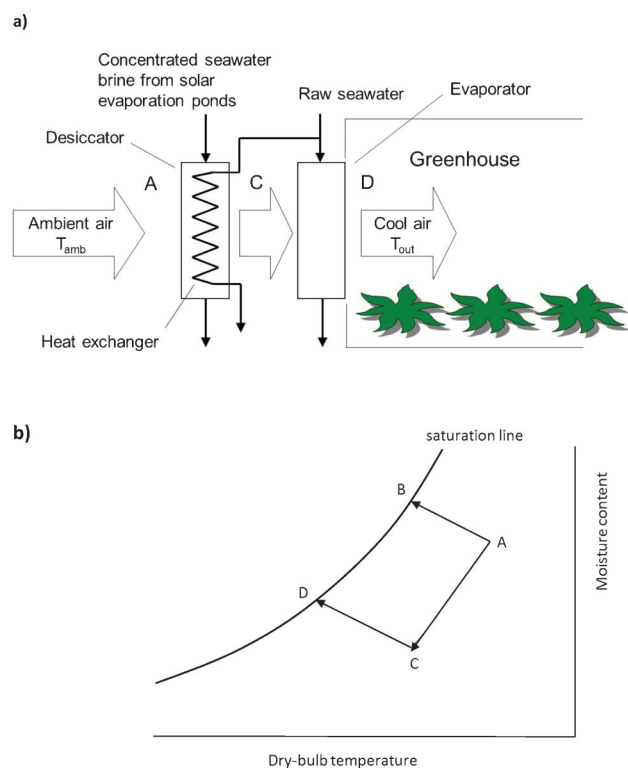 a)
Concentrated seawater
brine from solar
evaporation ponds
Raw seawater
Evaporator
Desiccator
Greenhouse
A
C
D
Ambient air
Tamb
Cool air
Tout
Heat exchanger
b)
saturation line
B
A
D
C
Moisture content
Dry-bulb temperature